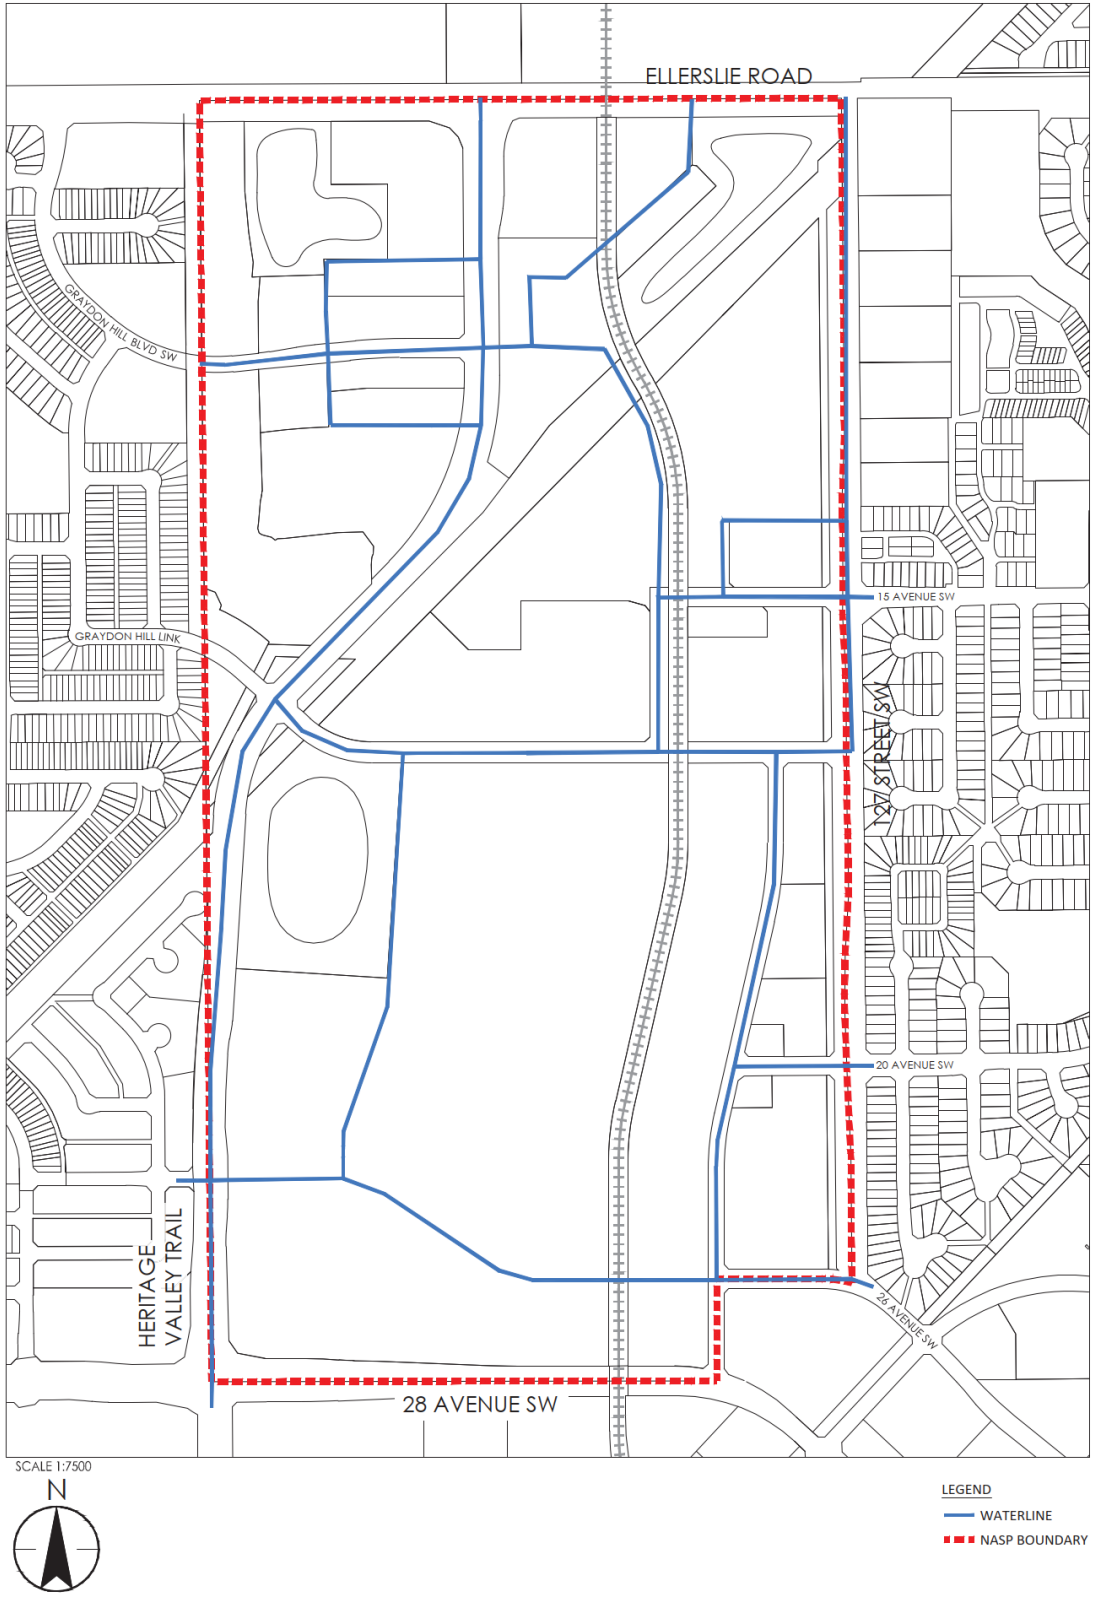 ELLERSLIE ROAD
GRAYDON HILL BLVD SW
15 AVENUE SW
GRAYDON HILL LINK
127 STREET SW
20 AVENUE SW
HERITAGE
VALLEY TRAIL
26 AVENUE SW
28 AVENUE SW
SCALE 1:7500
N
LEGEND
WATERLINE
NASP BOUNDARY